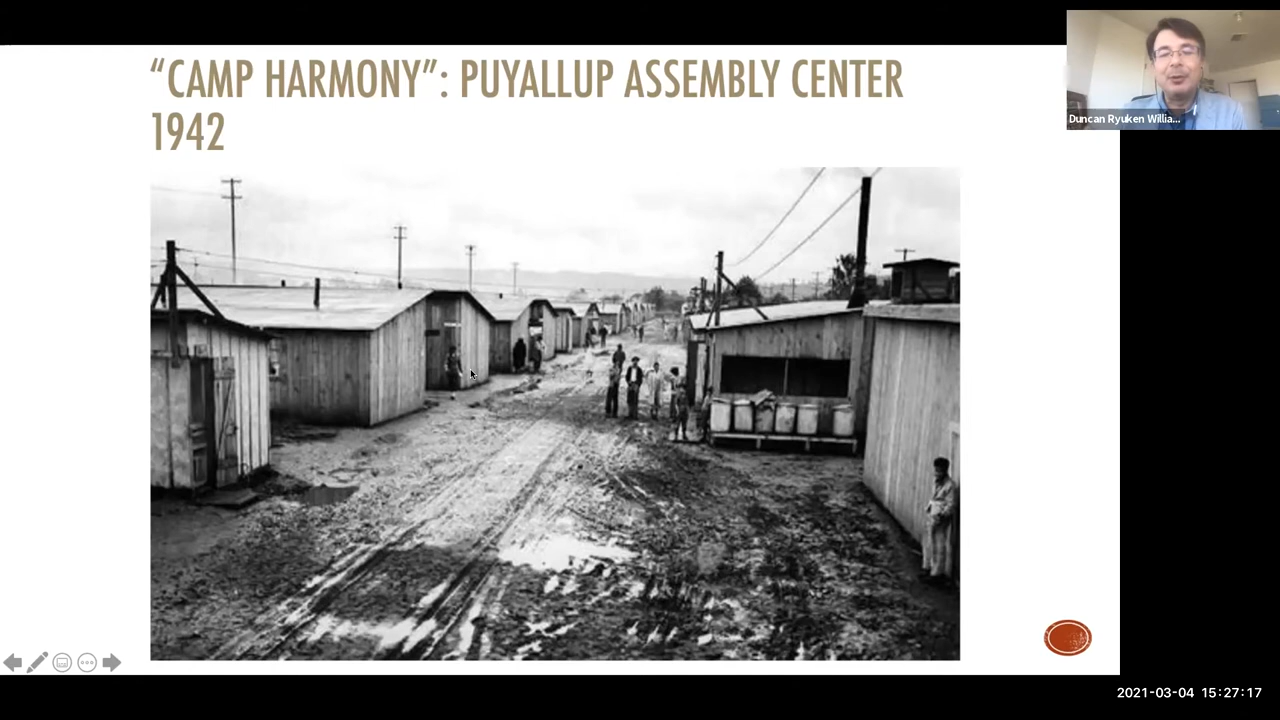 “CAMP HARMONY”: PUYALLUP ASSEMBLY CENTER
1942
Duncan Ryuken Willia...
2021-03-04 15:27:17